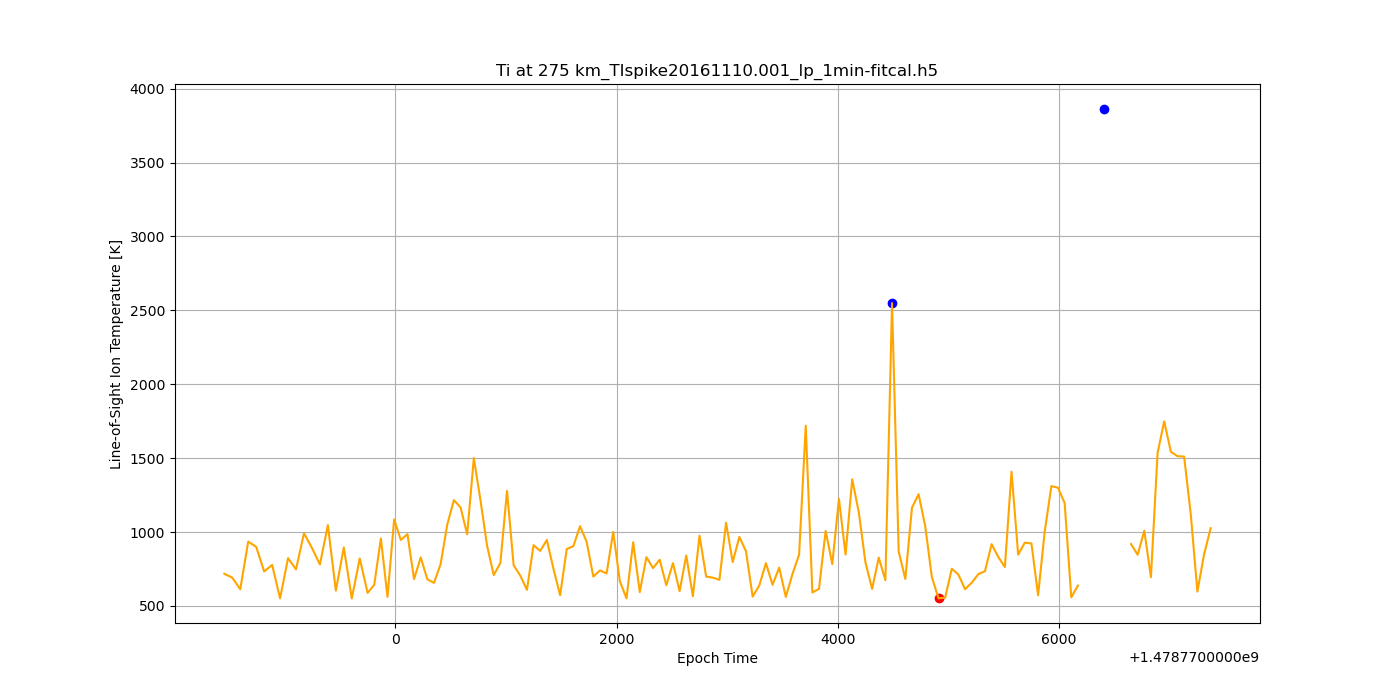 Ti at 275 km_TIspike20161110.001_lp_1min-fitcal.h5
Line-of-Sight Ion Temperature [K]
4000
3500
3000
2500
2000
1500
1000
500
0 2000 4000 6000
Epoch Time
+1.4787700000e9